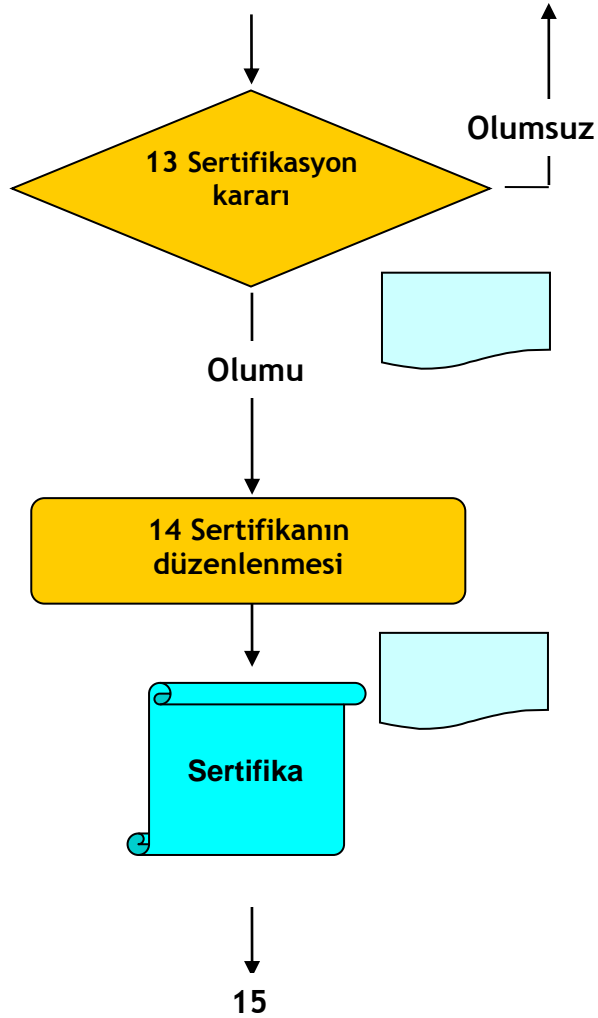 Olumsuz
13 Sertifikasyon
kararı
Olumu
14 Sertifikanın
düzenlenmesi
Sertifika
15